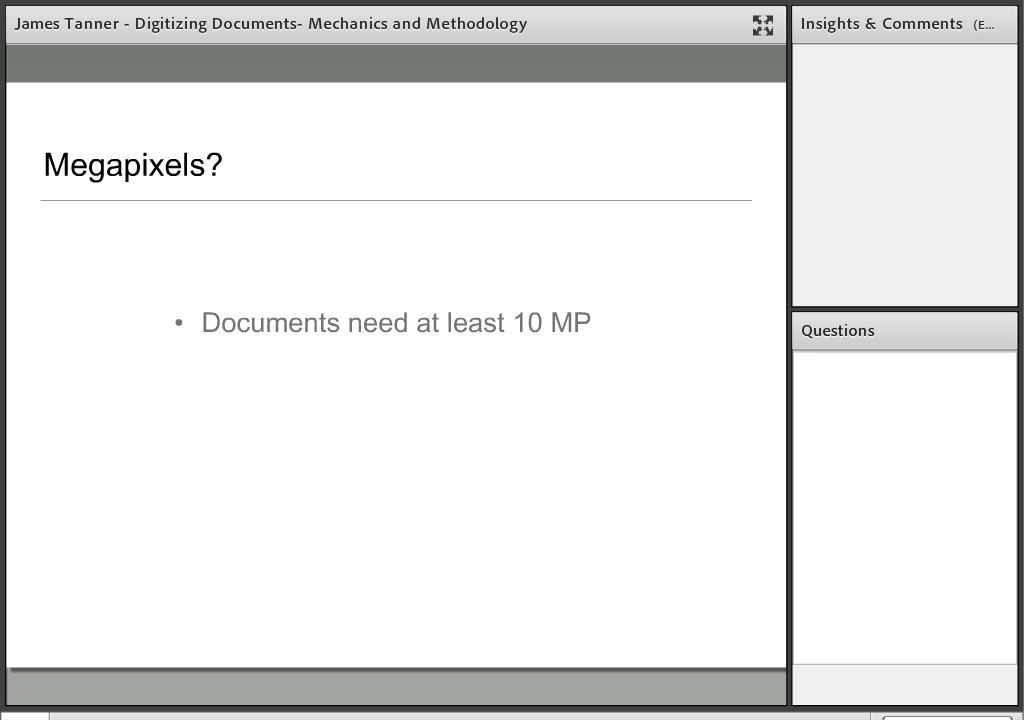 James Tanner - Digitizing Documents- Mechanics and Methodology
Insights & Comments (E...
Megapixels?
• Documents need at least 10 MP
Questions